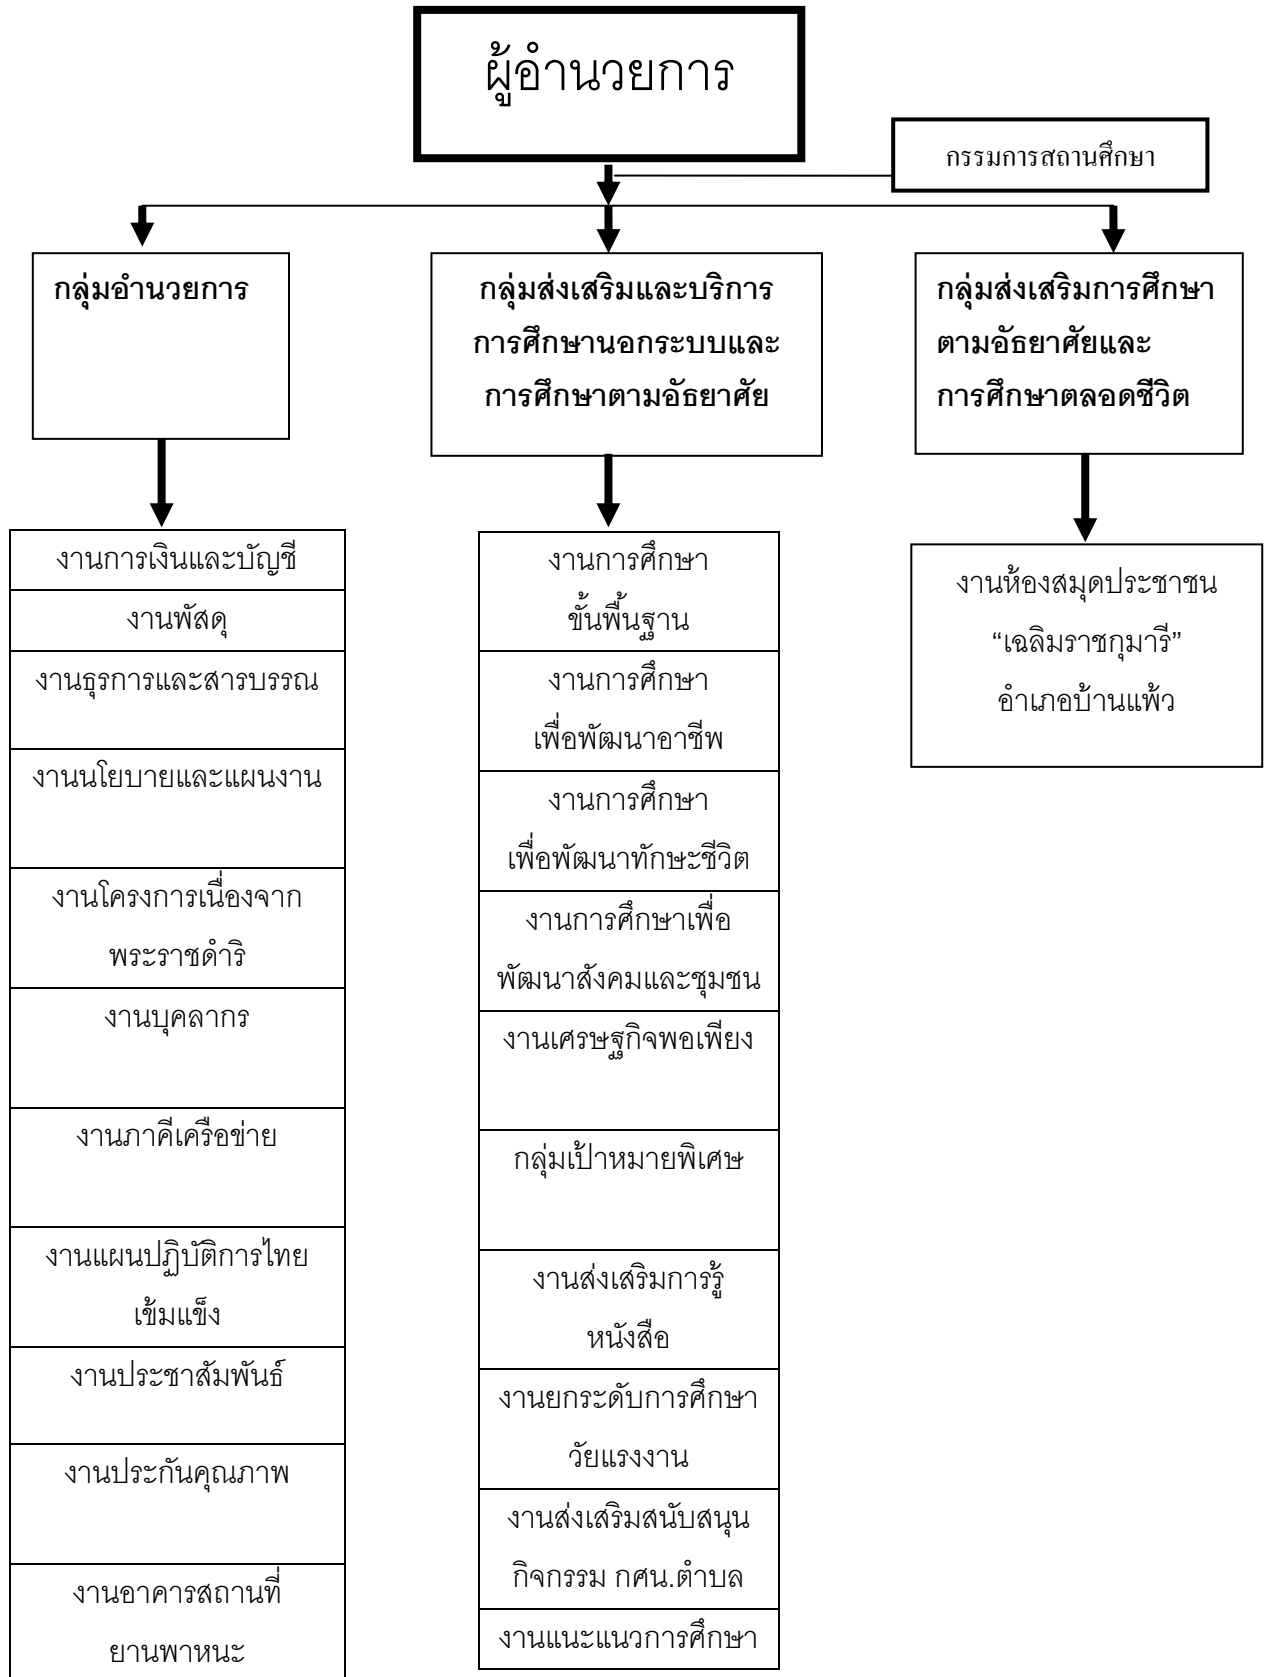 ผู้อำนวยการ
กรรมการสถานศึกษา
กลุ่มอำนวยการ
กลุ่มส่งเสริมและบริการ
การศึกษานอกระบบและ
การศึกษาตามอัธยาศัย
กลุ่มส่งเสริมการศึกษา
ตามอัธยาศัยและ
การศึกษาตลอดชีวิต
งานการเงินและบัญชี
งานพัสดุ
งานธุรการและสารบรรณ
งานนโยบายและแผนงาน
งานโครงการเนื่องจาก
พระราชดำริ
งานบุคลากร
งานภาคีเครือข่าย
งานแผนปฏิบัติการไทย
เข้มแข็ง
งานประชาสัมพันธ์
งานประกันคุณภาพ
งานอาคารสถานที่
ยานพาหนะ
งานการศึกษา
ขั้นพื้นฐาน
งานการศึกษา
เพื่อพัฒนาอาชีพ
งานการศึกษา
เพื่อพัฒนาทักษะชีวิต
งานการศึกษาเพื่อ
พัฒนาสังคมและชุมชน
งานเศรษฐกิจพอเพียง
กลุ่มเป้าหมายพิเศษ
งานส่งเสริมการรู้
หนังสือ
งานยกระดับการศึกษา
วัยแรงงาน
งานส่งเสริมสนับสนุน
กิจกรรม กศน.ตำบล
งานแนะแนวการศึกษา
งานห้องสมุดประชาชน
“เฉลิมราชกุมารี”
อำเภอบ้านแพ้ว